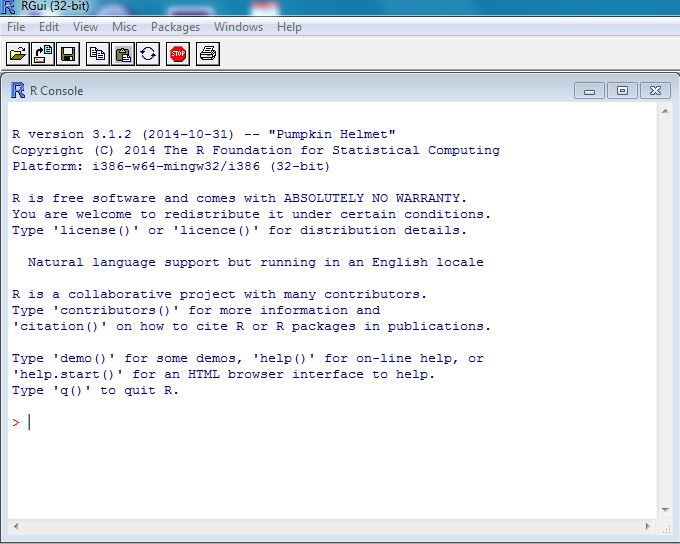 RGui (32-bit)
File Edit View Misc Packages Windows Help
STOP
R Console
R version 3.1.2 (2014-10-31) -- "Pumpkin Helmet"
Copyright (C) 2014 The R Foundation for Statistical Computing
Platform: i386-w64-mingw32/i386 (32-bit)
R is free software and comes with ABSOLUTELY NO WARRANTY.
You are welcome to redistribute it under certain conditions.
Type 'license()' or 'licence()' for distribution details.
Natural language support but running in an English locale
R is a collaborative project with many contributors.
Type 'contributors()' for more information and
'citation()' on how to cite R or R packages in publications.
Type 'demo()' for some demos, 'help()' for on-line help, or
'help.start()' for an HTML browser interface to help.
Type 'q()' to quit R.
>